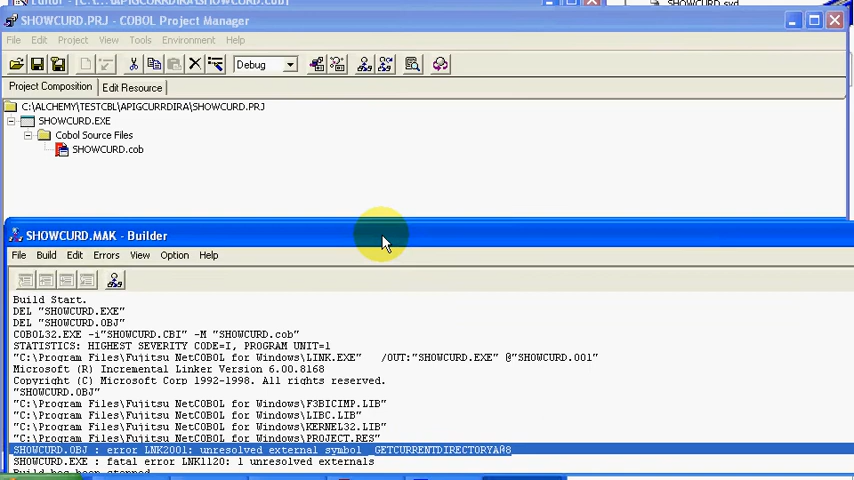 SHOWCURD.PRJ - COBOL Project Manager
File Edit Project View Tools Environment Help
Debug
Project Composition Edit Resource
C:\ALCHEMY\TESTCBL\APIGCURRDIRA\SHOWCURD.PRJ
SHOWCURD.EXE
Cobol Source Files
SHOWCURD.cob
SHOWCURD.MAK - Builder
File Build Edit Errors View Option Help
Build Start.
DEL "SHOWCURD.EXE"
DEL "SHOWCURD.OBJ"
COBOL32.EXE -i"SHOWCURD.CBI" -M "SHOWCURD.cob"
STATISTICS: HIGHEST SEVERITY CODE=I, PROGRAM UNIT=1
"C:\Program Files\Fujitsu NetCOBOL for Windows\LINK.EXE" /OUT:"SHOWCURD.EXE" @"SHOWCURD.001"
Microsoft (R) Incremental Linker Version 6.00.8168
Copyright (C) Microsoft Corp 1992-1998. All rights reserved.
"SHOWCURD.OBJ"
"C:\Program Files\Fujitsu NetCOBOL for Windows\F3BICIMP.LIB"
"C:\Program Files\Fujitsu NetCOBOL for Windows\LIBC.LIB"
"C:\Program Files\Fujitsu NetCOBOL for Windows\KERNEL32.LIB"
"C:\Program Files\Fujitsu NetCOBOL for Windows\PROJECT.RES"
SHOWCURD.OBJ : error LNK2001: unresolved external symbol _GETCURRENTDIRECTORYA@8
SHOWCURD.EXE : fatal error LNK1120: 1 unresolved externals
Build has been stopped.